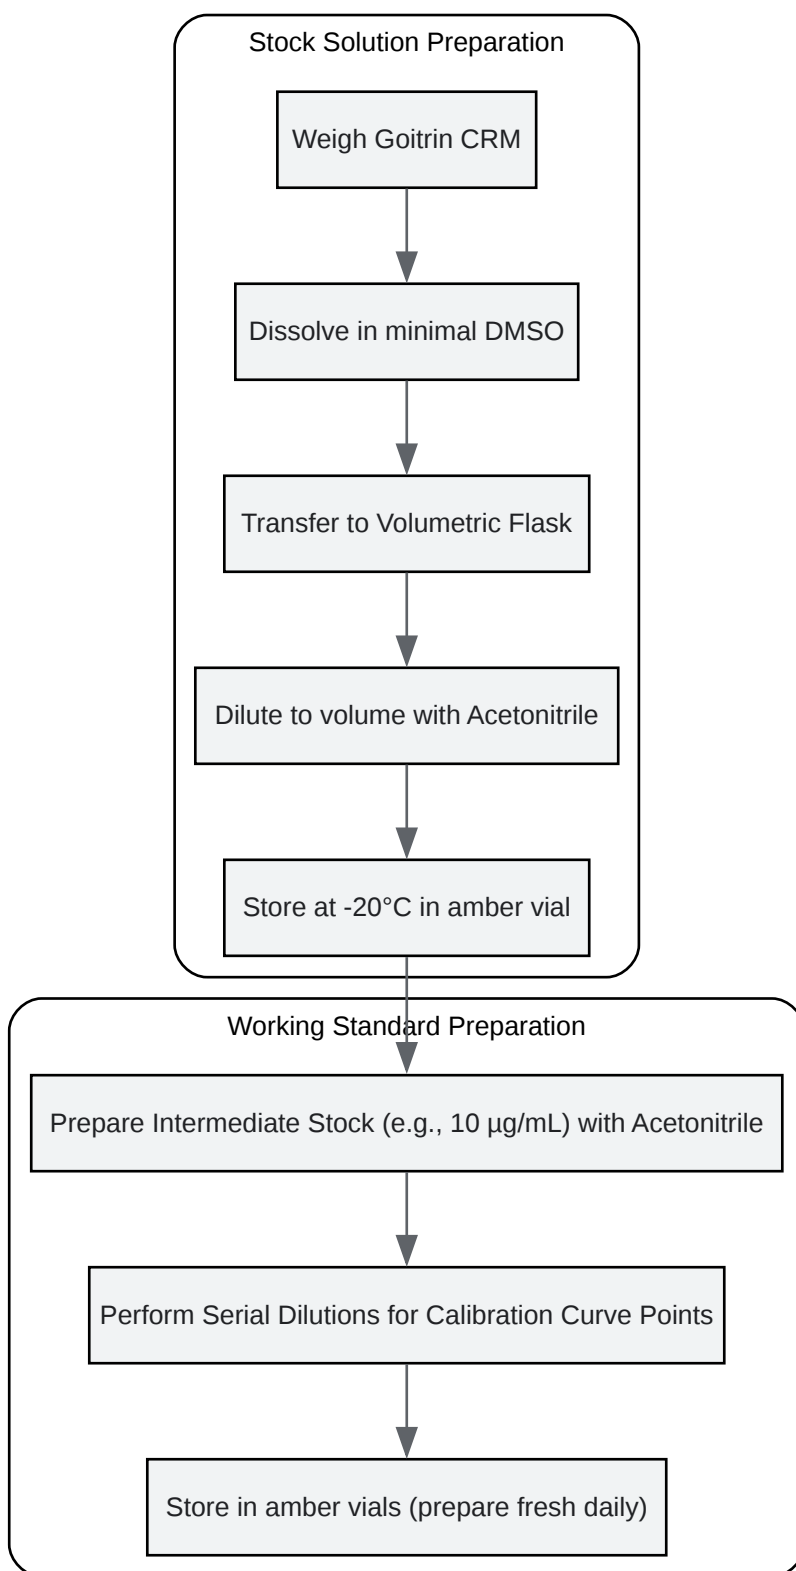 Stock Solution Preparation
Weigh Goitrin CRM
Dissolve in minimal DMSO
Transfer to Volumetric Flask
Dilute to volume with Acetonitrile
Store at -20°C in amber vial
Working Standard Preparation
Prepare Intermediate Stock (e.g., 10 µg/mL) with Acetonitrile
Perform Serial Dilutions for Calibration Curve Points
Store in amber vials (prepare fresh daily)